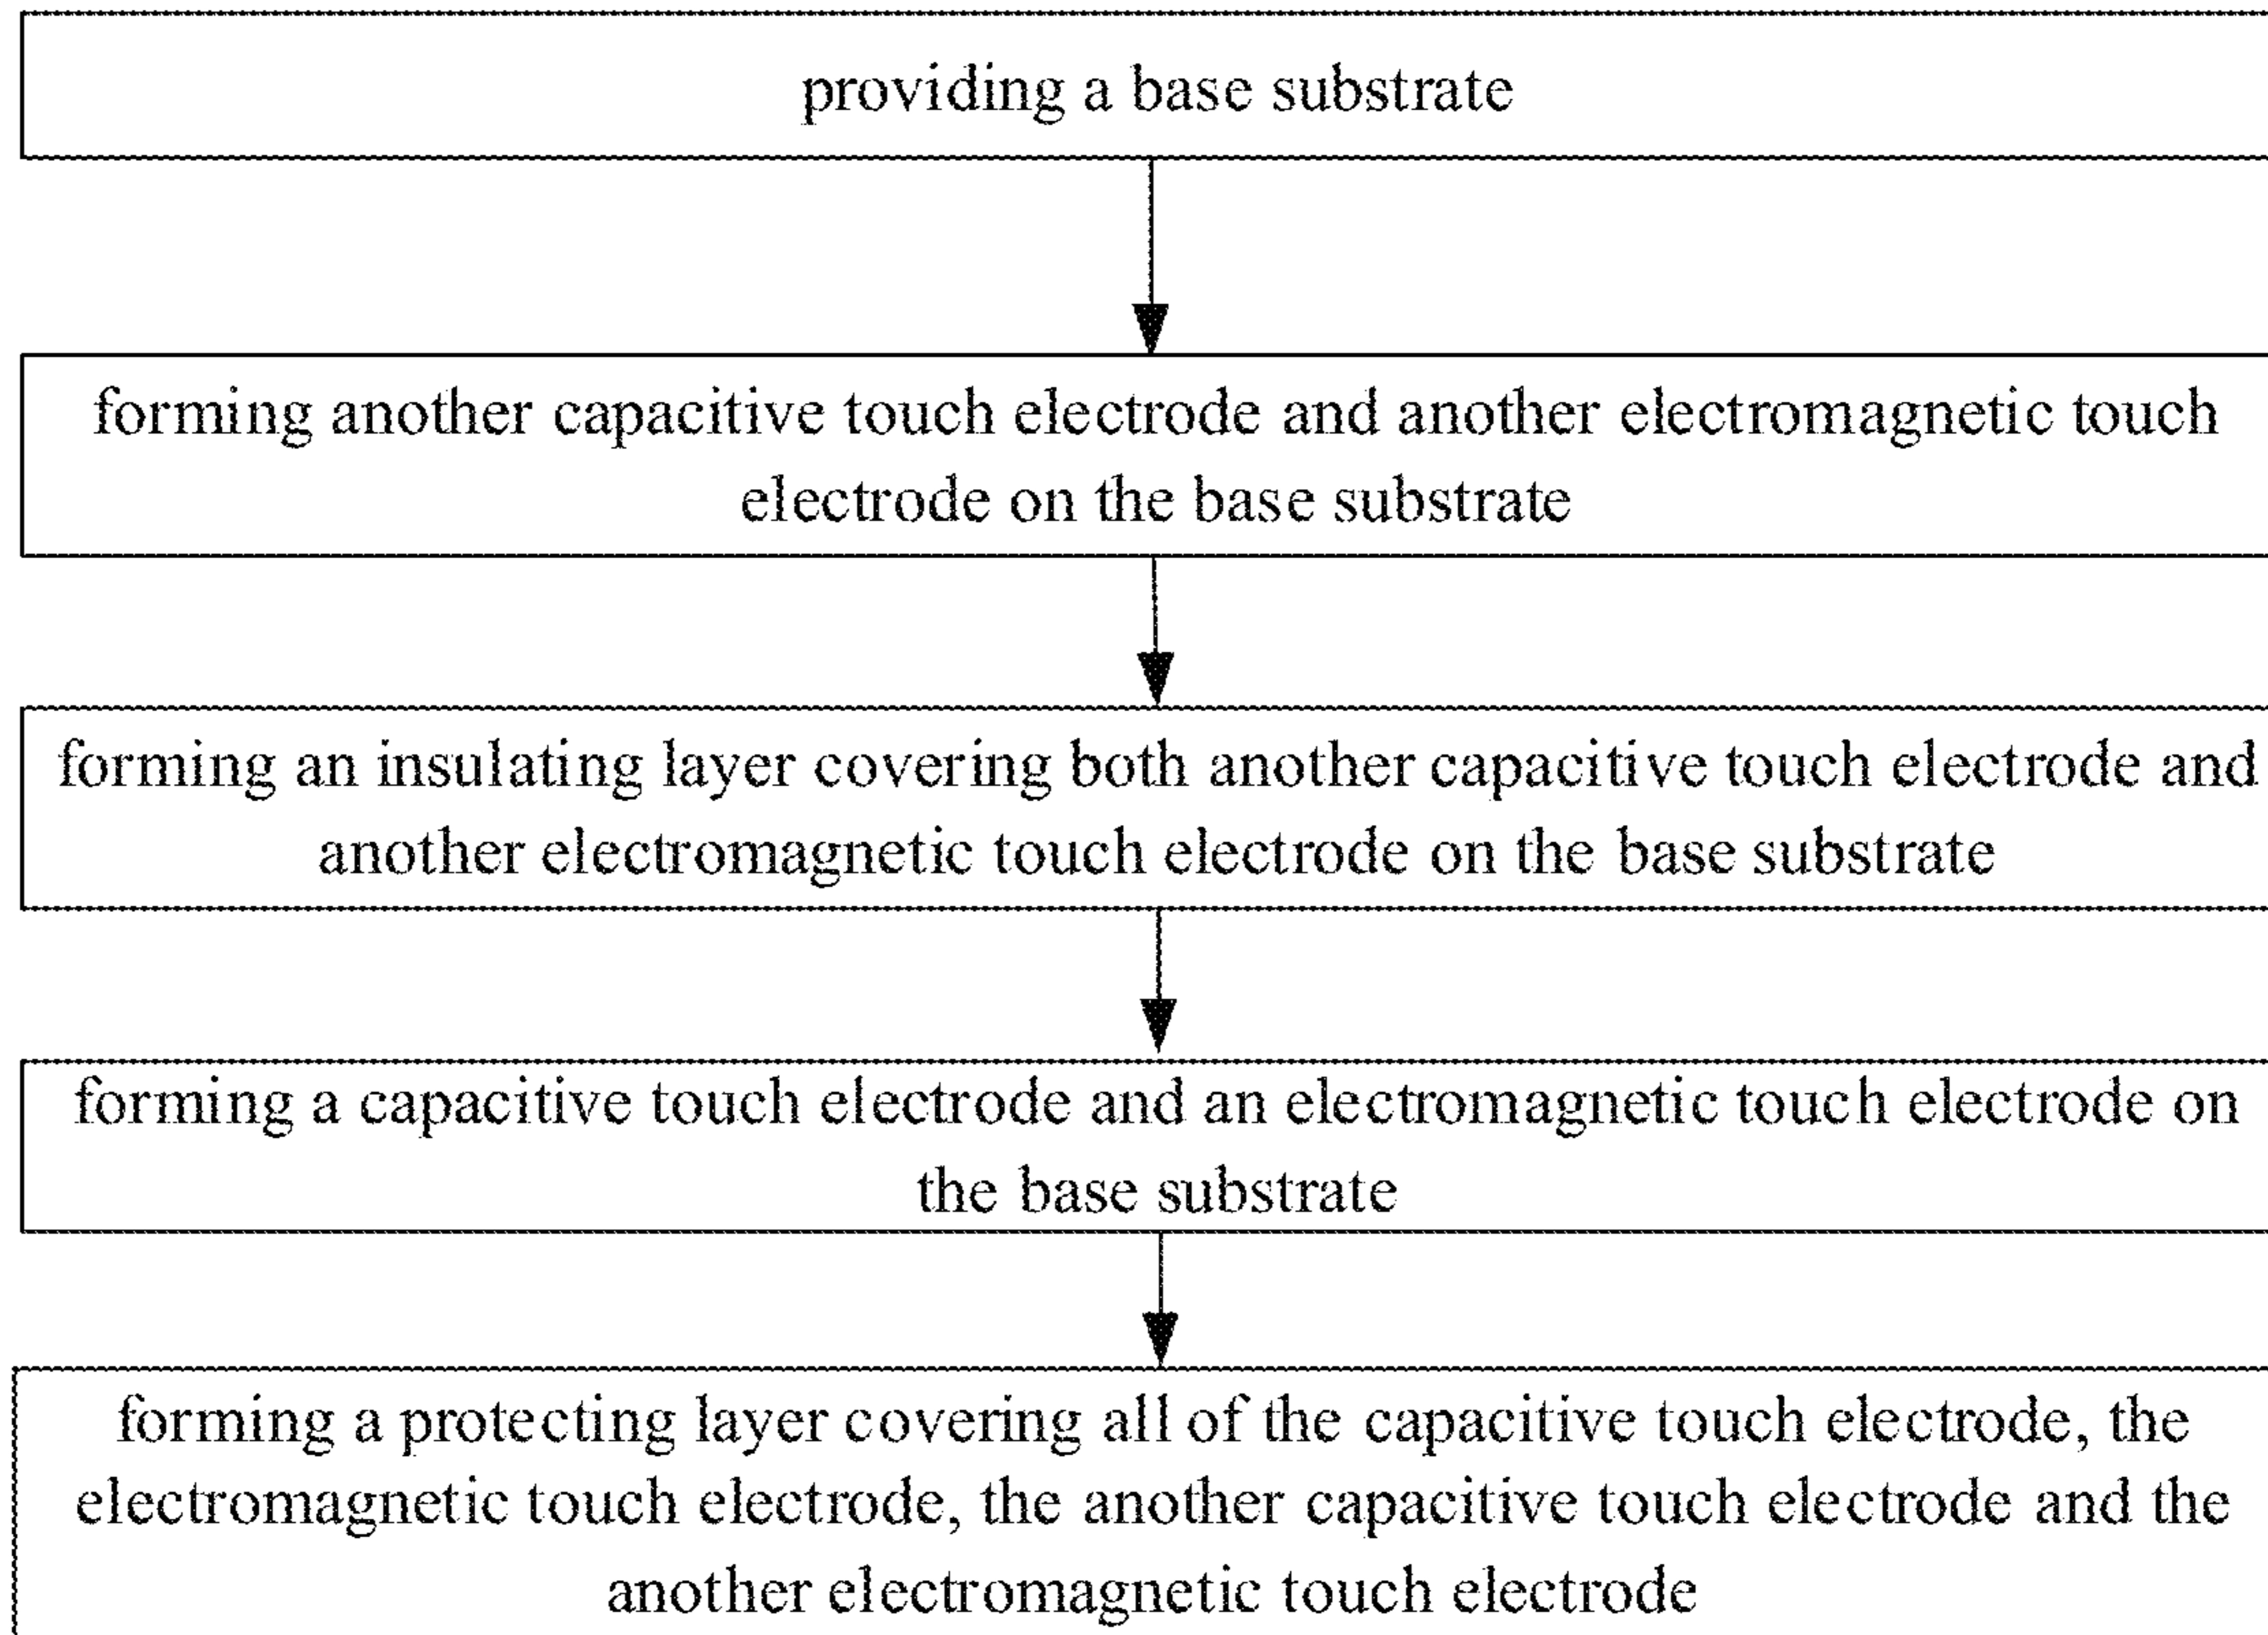 providing a base substrate
forming another capacitive touch electrode and another electromagnetic touch
electrode on the base substrate
forming an insulating layer covering both another capacitive touch electrode and
another electromagnetic touch electrode on the base substrate
forming a capacitive touch electrode and an electromagnetic touch electrode on
the base substrate
forming a protecting layer covering all of the capacitive touch electrode, the
electromagnetic touch electrode, the another capacitive touch electrode and the
another electromagnetic touch electrode